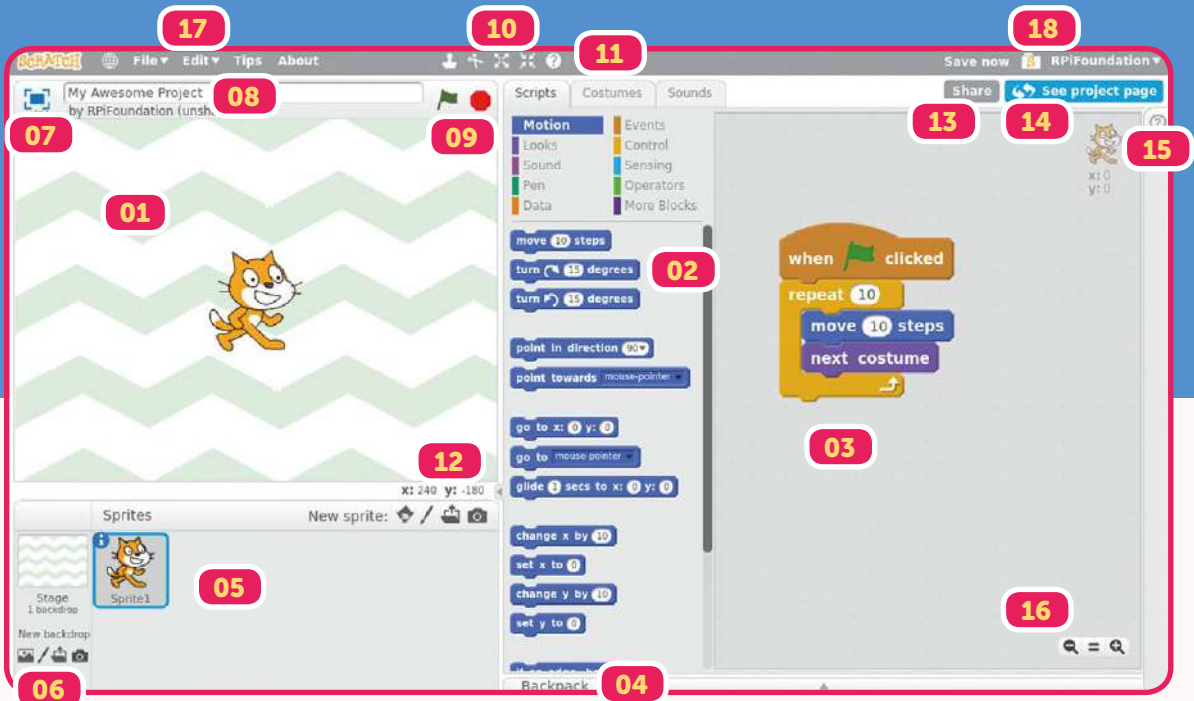 17
10
18
11
SCRATCH File▼ Edit▼ Tips About
Save now RPiFoundation▼
My Awesome Project
by RPiFoundation (unsh
08
07
09
Scripts Costumes Sounds
Share See project page
13
14
15
x: 0
y: 0
01
Motion Events
Looks Control
Sound Sensing
Pen Operators
Data More Blocks
move 10 steps
turn 15 degrees
turn 15 degrees
02
point in direction 90▼
point towards mouse-pointer
go to x: 0 y: 0
go to mouse-pointer
glide 1 secs to x: 0 y: 0
change x by 10
set x to 0
change y by 10
set y to 0
when clicked
repeat 10
move 10 steps
next costume
03
12
x: 240 y: -180
Sprites New sprite:
Stage
1 backdrop
Sprite1
05
New backdrop
06
16
Backpack
04